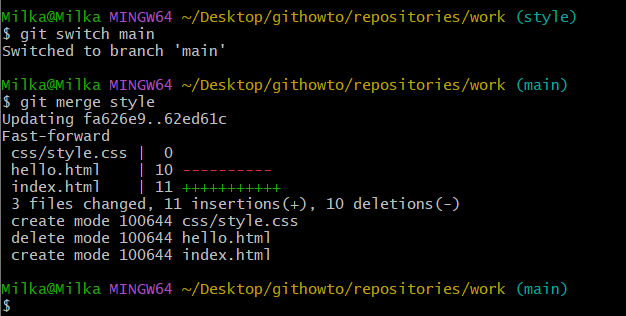 Milka@Milka MINGW64 ~/Desktop/githowto/repositories/work (style)
$ git switch main
Switched to branch 'main'
Milka@Milka MINGW64 ~/Desktop/githowto/repositories/work (main)
$ git merge style
Updating fa626e9..62ed61c
Fast-forward
 css/style.css |  0
 hello.html    | 10 ----------
 index.html    | 11 +++++++++++
 3 files changed, 11 insertions(+), 10 deletions(-)
 create mode 100644 css/style.css
 delete mode 100644 hello.html
 create mode 100644 index.html
Milka@Milka MINGW64 ~/Desktop/githowto/repositories/work (main)
$